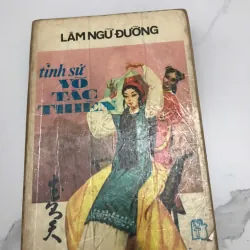 LÂM NGỮ ĐƯỜNG
tình sử
VÕ
TẮC
THIÊN